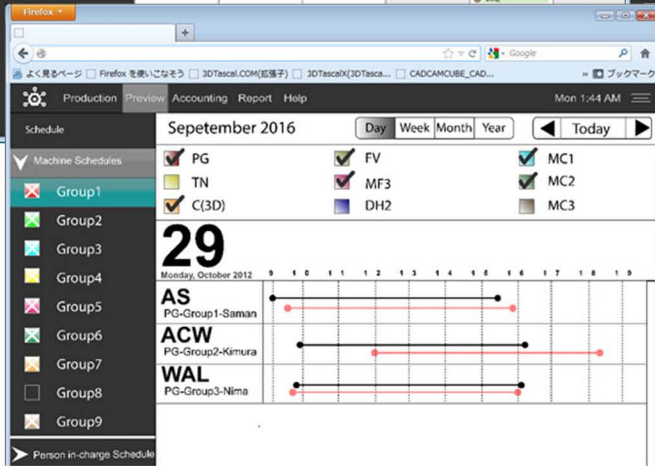 Firefox
Google
よく見るページ Firefox を使いこなそう 3DTascal.COM(拡張子) 3DTascalX(3DTasca... CADCAMCUBE_CAD... » ブックマーク
Production Preview Accounting Report Help Mon 1:44 AM
Schedule Sepetember 2016 Day Week Month Year Today
Machine Schedules PG FV MC1
Group1 TN MF3 MC2
C(3D) DH2 MC3
Group2
Group3
Group4
Group5
Group6
Group7
Group8
Group9
Person in-charge Schedule
29
Monday, October 2012 9 10 11 12 13 14 15 16 17 18 19
AS
PG-Group1-Saman
ACW
PG-Group2-Kimura
WAL
PG-Group3-Nima